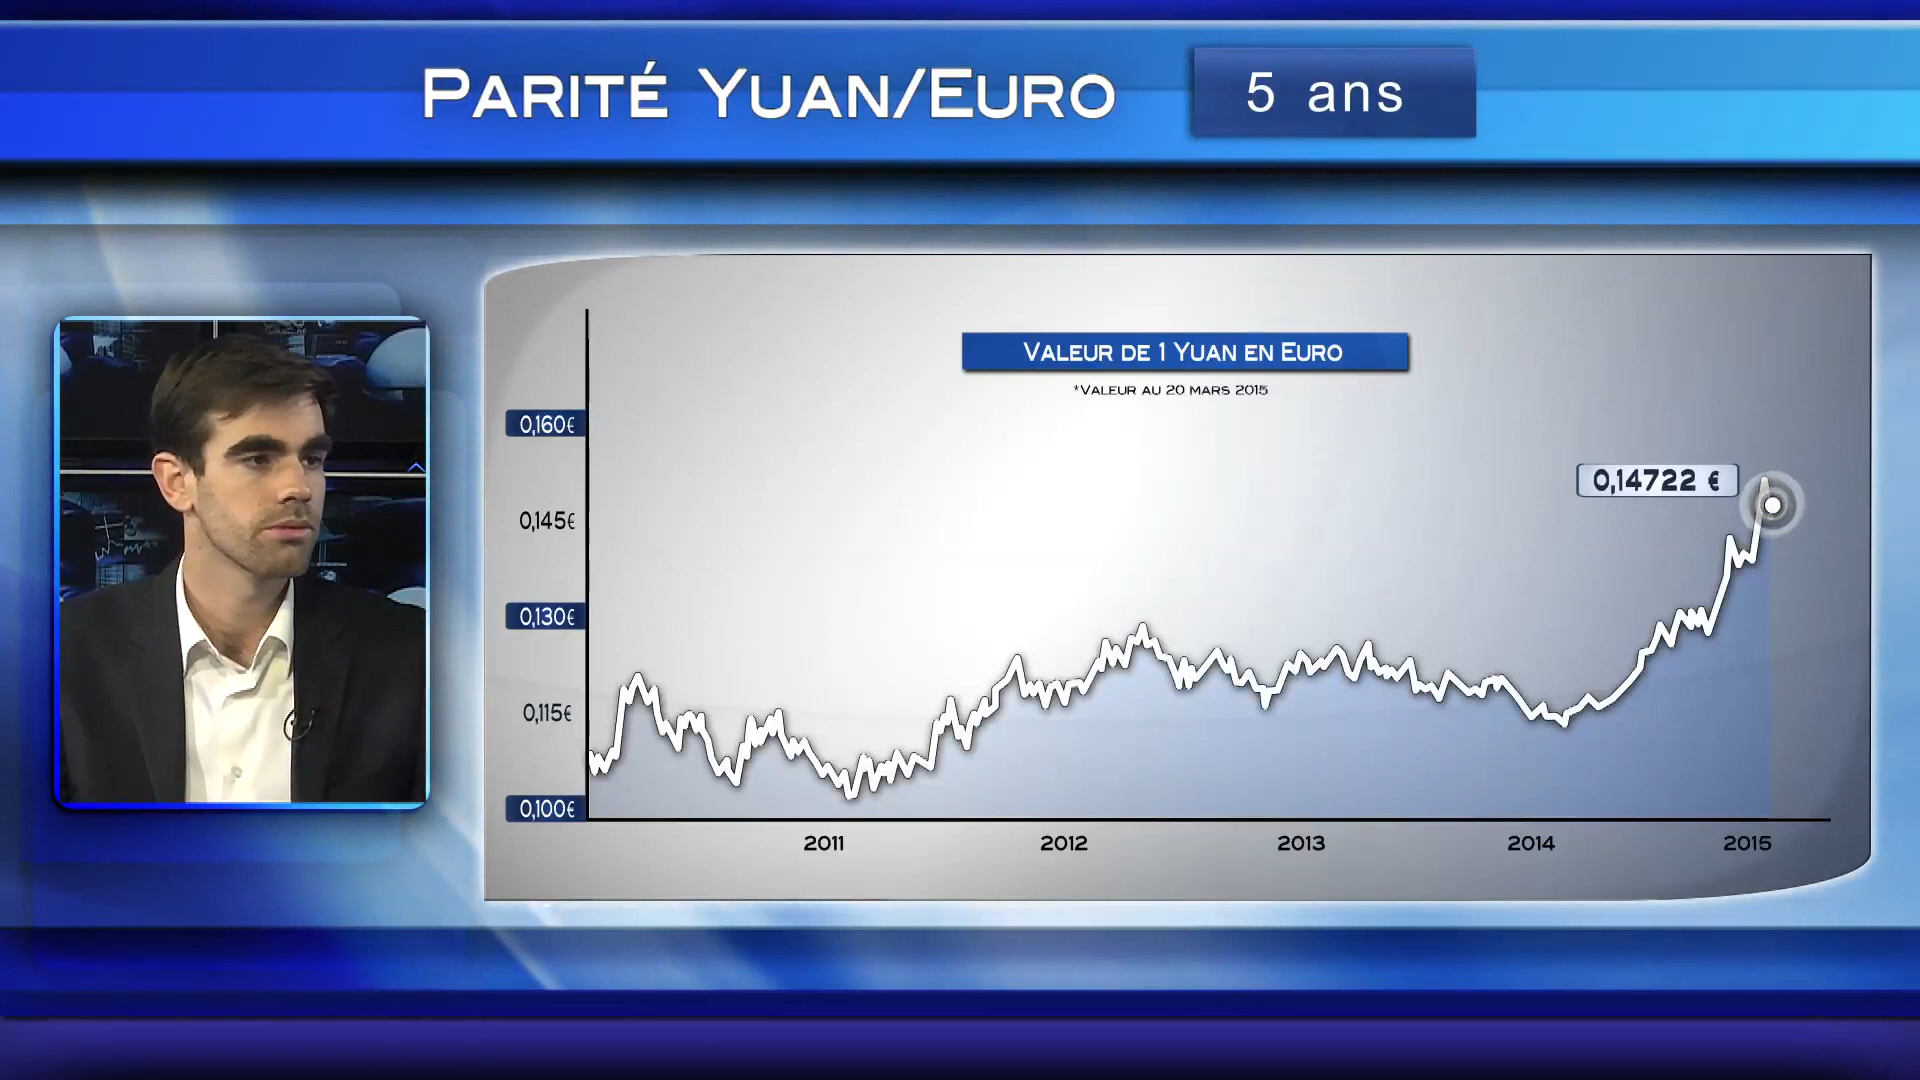 PARITÉ YUAN/EURO
5 ans
VALEUR DE 1 YUAN EN EURO
*VALEUR AU 20 MARS 2015
0,160€
0,14722 €
0,145€
0,130€
0,115€
0,100€
2011
2012
2013
2014
2015